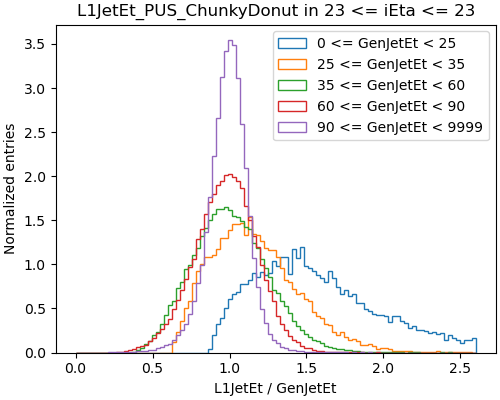 L1JetEt_PUS_ChunkyDonut in 23 <= iEta <= 23
3.5
3.0
2.5
2.0
1.5
1.0
0.5
0.0
Normalized entries
0 <= GenJetEt < 25
25 <= GenJetEt < 35
35 <= GenJetEt < 60
60 <= GenJetEt < 90
90 <= GenJetEt < 9999
0.0 0.5 1.0 1.5 2.0 2.5
L1JetEt / GenJetEt